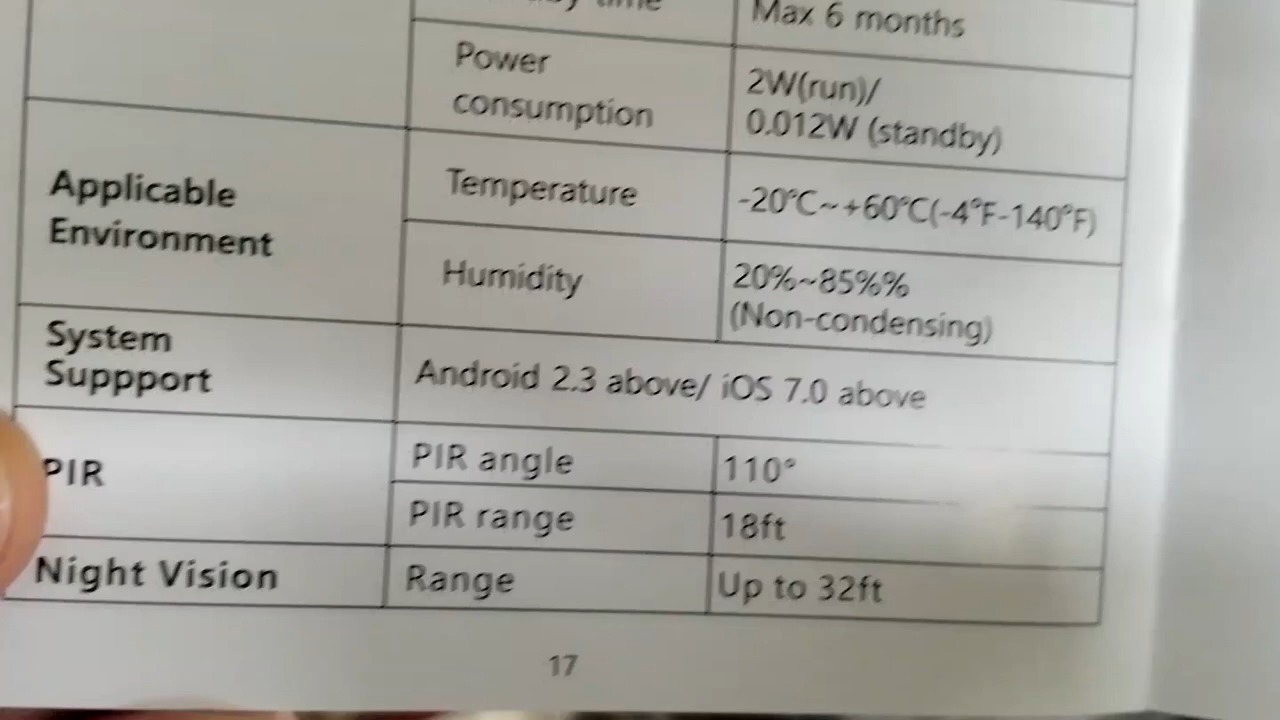 time
Max 6 months
Power
consumption
2W(run)/
0.012W (standby)
Applicable
Environment
Temperature
-20°C~+60°C(-4°F-140°F)
Humidity
20%~85%%
(Non-condensing)
System
Suppport
Android 2.3 above/ iOS 7.0 above
PIR
PIR angle
110°
PIR range
18ft
Night Vision
Range
Up to 32ft
17